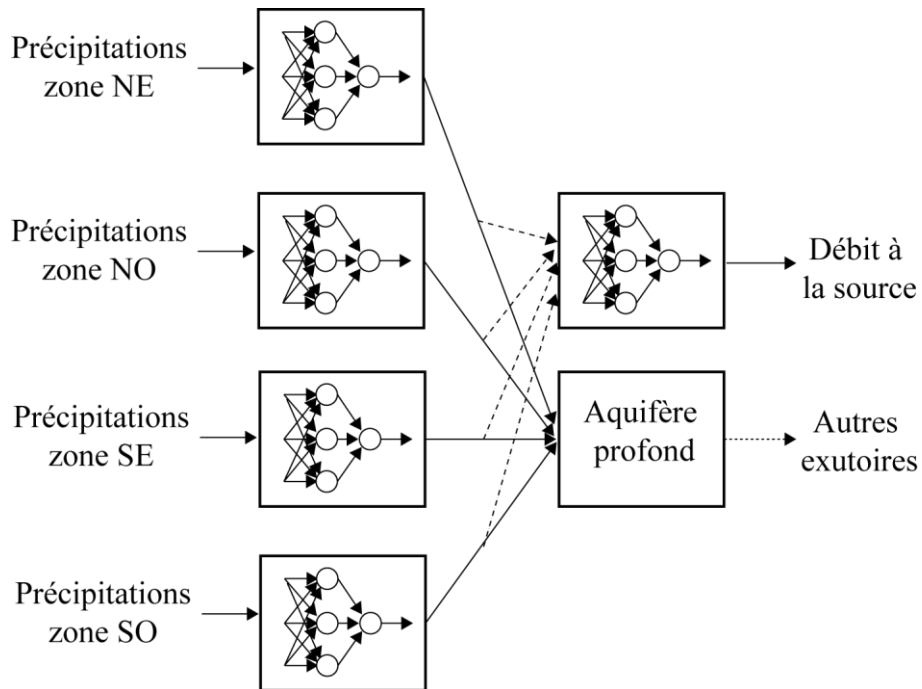 Précipitations
zone NE
Précipitations
zone NO
Débit à
la source
Précipitations
zone SE
Aquifère
profond
Autres
exutoires
Précipitations
zone SO